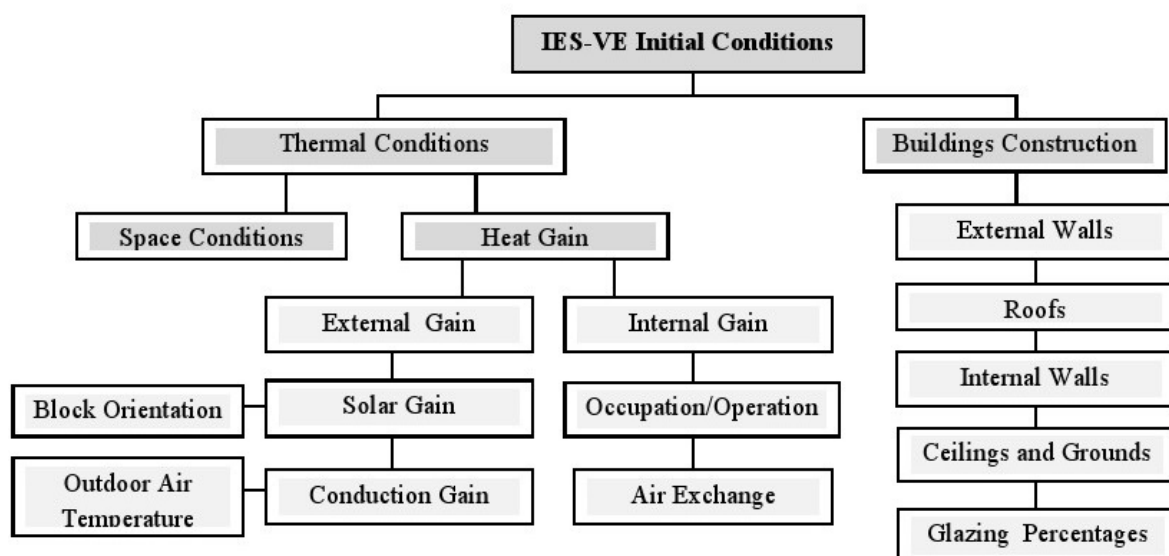 IES-VE Initial Conditions
Thermal Conditions
Buildings Construction
Space Conditions
Heat Gain
External Walls
External Gain
Internal Gain
Roofs
Block Orientation
Solar Gain
Occupation/Operation
Internal Walls
Outdoor Air
Temperature
Conduction Gain
Air Exchange
Ceilings and Grounds
Glazing Percentages